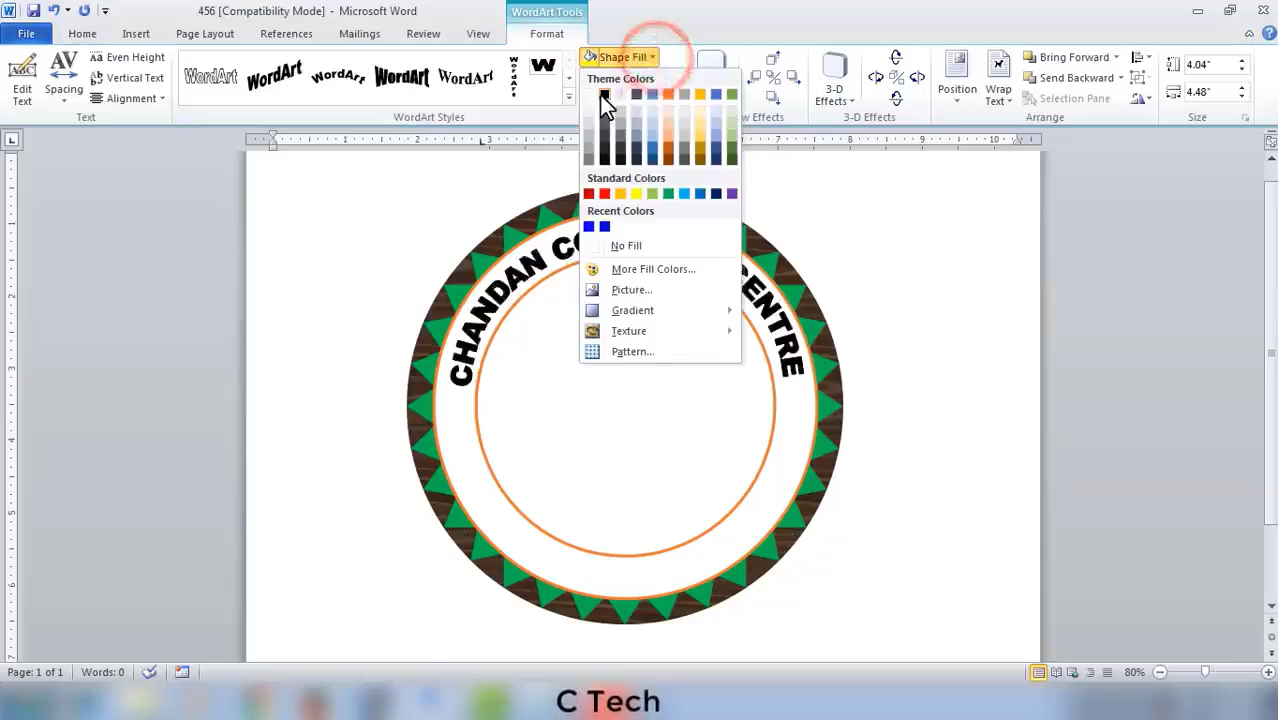 456 [Compatibility Mode] - Microsoft Word
WordArt Tools
File
Home
Insert
Page Layout
References
Mailings
Review
View
Format
Edit Text
Spacing
Even Height
Vertical Text
Alignment
Text
WordArt
WordArt
WordArt
WordArt
WordArt
WordArt
W
WordArt Styles
Shape Fill
3-D Effects
Position
Wrap Text
Bring Forward
Send Backward
Selection Pane
Arrange
4.04"
4.48"
Size
Theme Colors
Standard Colors
Recent Colors
No Fill
More Fill Colors...
Picture...
Gradient
Texture
Pattern...
CHANDAN CO
CENTRE
Page: 1 of 1
Words: 0
80%
C Tech